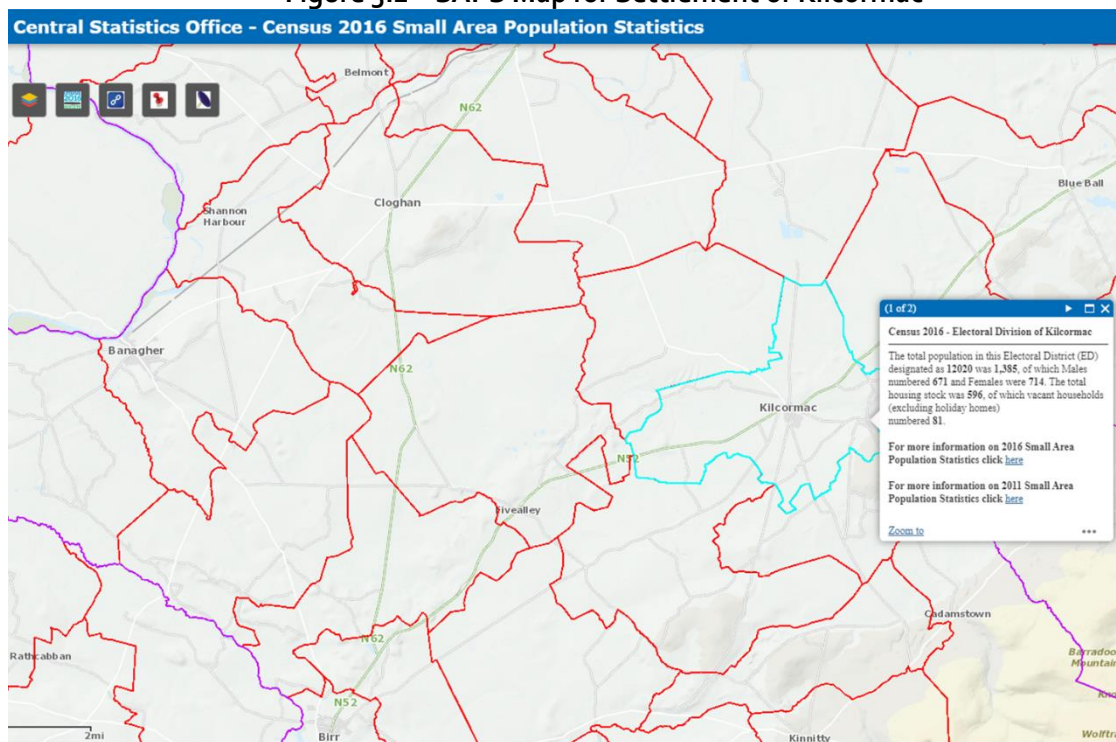 Central Statistics Office - Census 2016 Small Area Population Statistics
Belmont
N62
Blue Ball
Shannon
Harbour
Cloghan
(1 of 2)
Census 2016 - Electoral Division of Kilcormac
The total population in this Electoral District (ED)
designated as 12020 was 1,385, of which Males
numbered 671 and Females were 714. The total
housing stock was 596, of which vacant households
(excluding holiday homes)
numbered 81.
For more information on 2016 Small Area
Population Statistics click here
For more information on 2011 Small Area
Population Statistics click here
Zoom to
Banagher
N62
Kilcormac
N52
Fivealley
Cadamstown
N62
Rathcabban
N52
2mi
Birr
Kinnitty